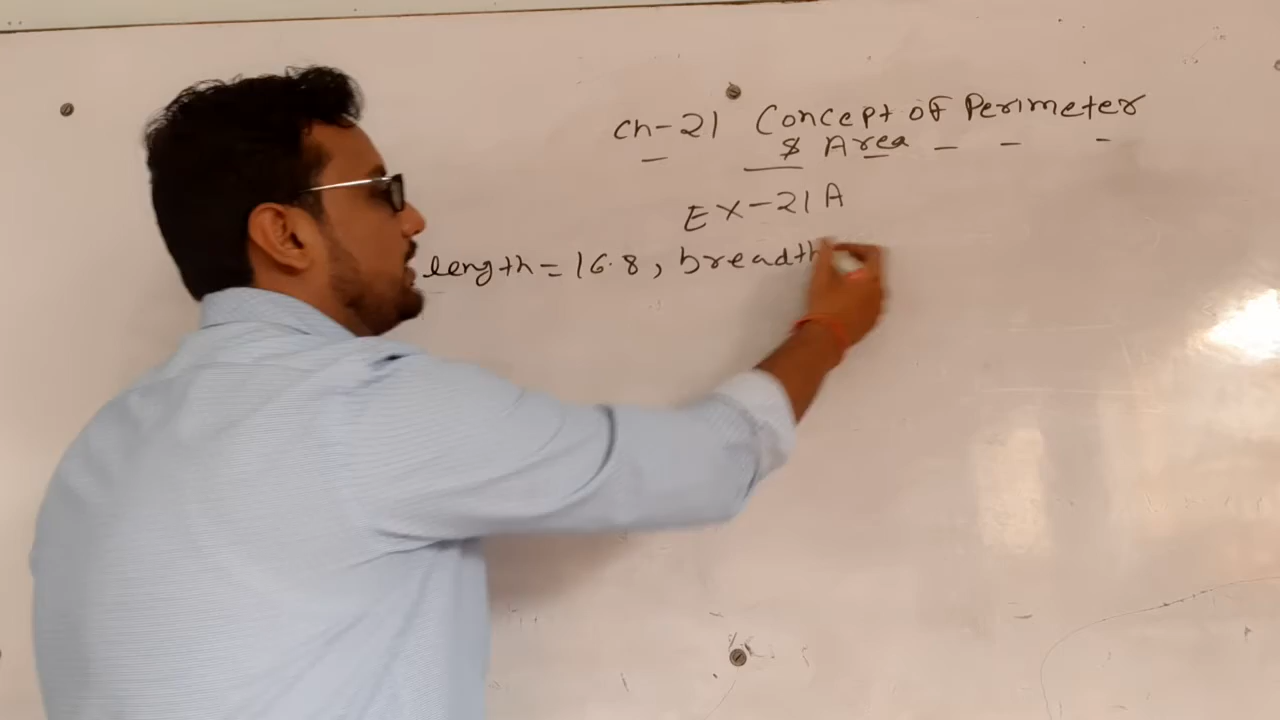 Ch-21 Concept of Perimeter
& Area
EX-21A
length = 16.8, breadth